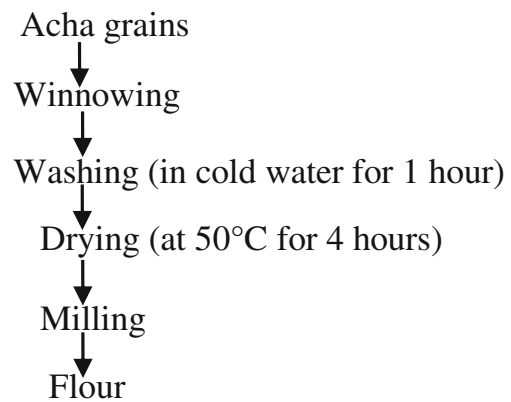 Acha grains
Winnowing
Washing (in cold water for 1 hour)
Drying (at 50°C for 4 hours)
Milling
Flour